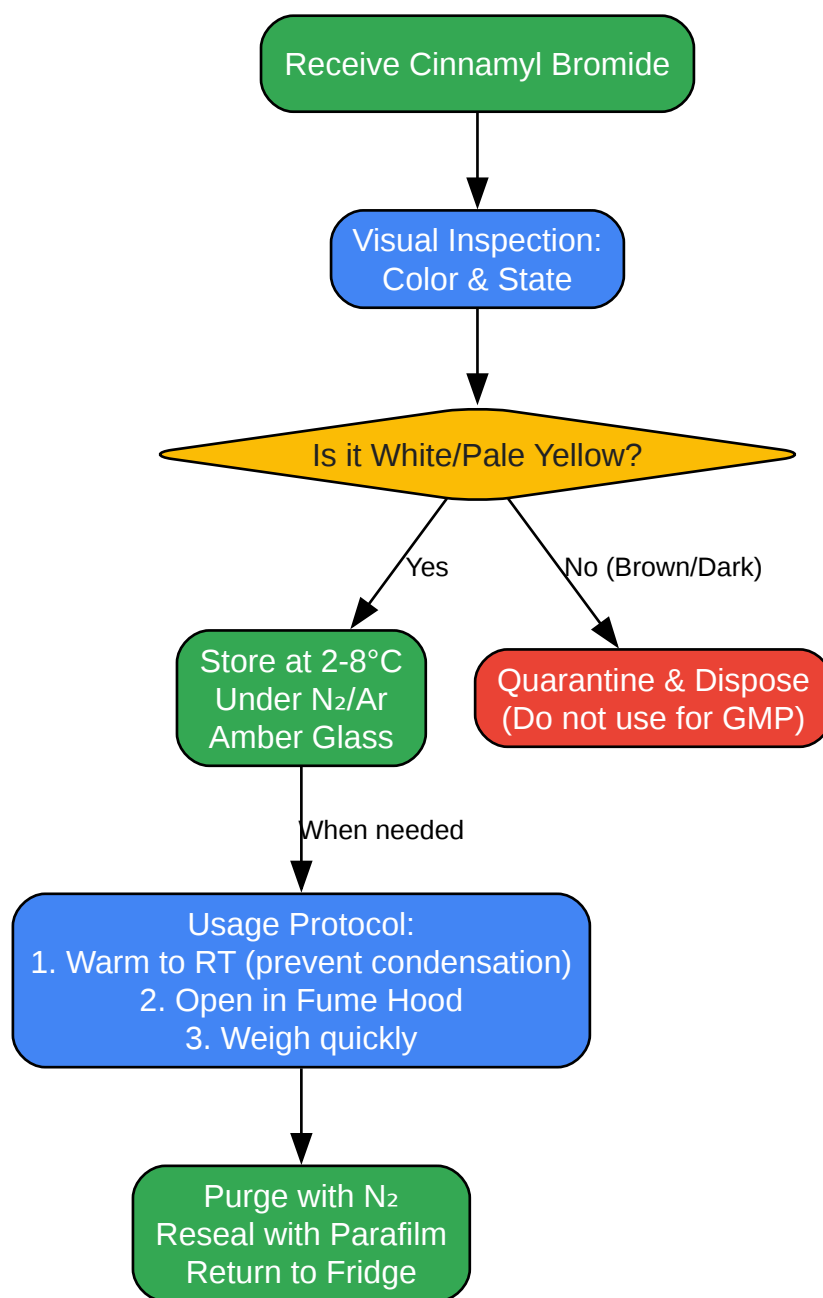 Receive Cinnamyl Bromide
Visual Inspection:
Color & State
Is it White/Pale Yellow?
Yes
No (Brown/Dark)
Store at 2-8°C
Under N₂/Ar
Amber Glass
Quarantine & Dispose
(Do not use for GMP)
When needed
Usage Protocol:
1. Warm to RT (prevent condensation)
2. Open in Fume Hood
3. Weigh quickly
Purge with N₂
Reseal with Parafilm
Return to Fridge